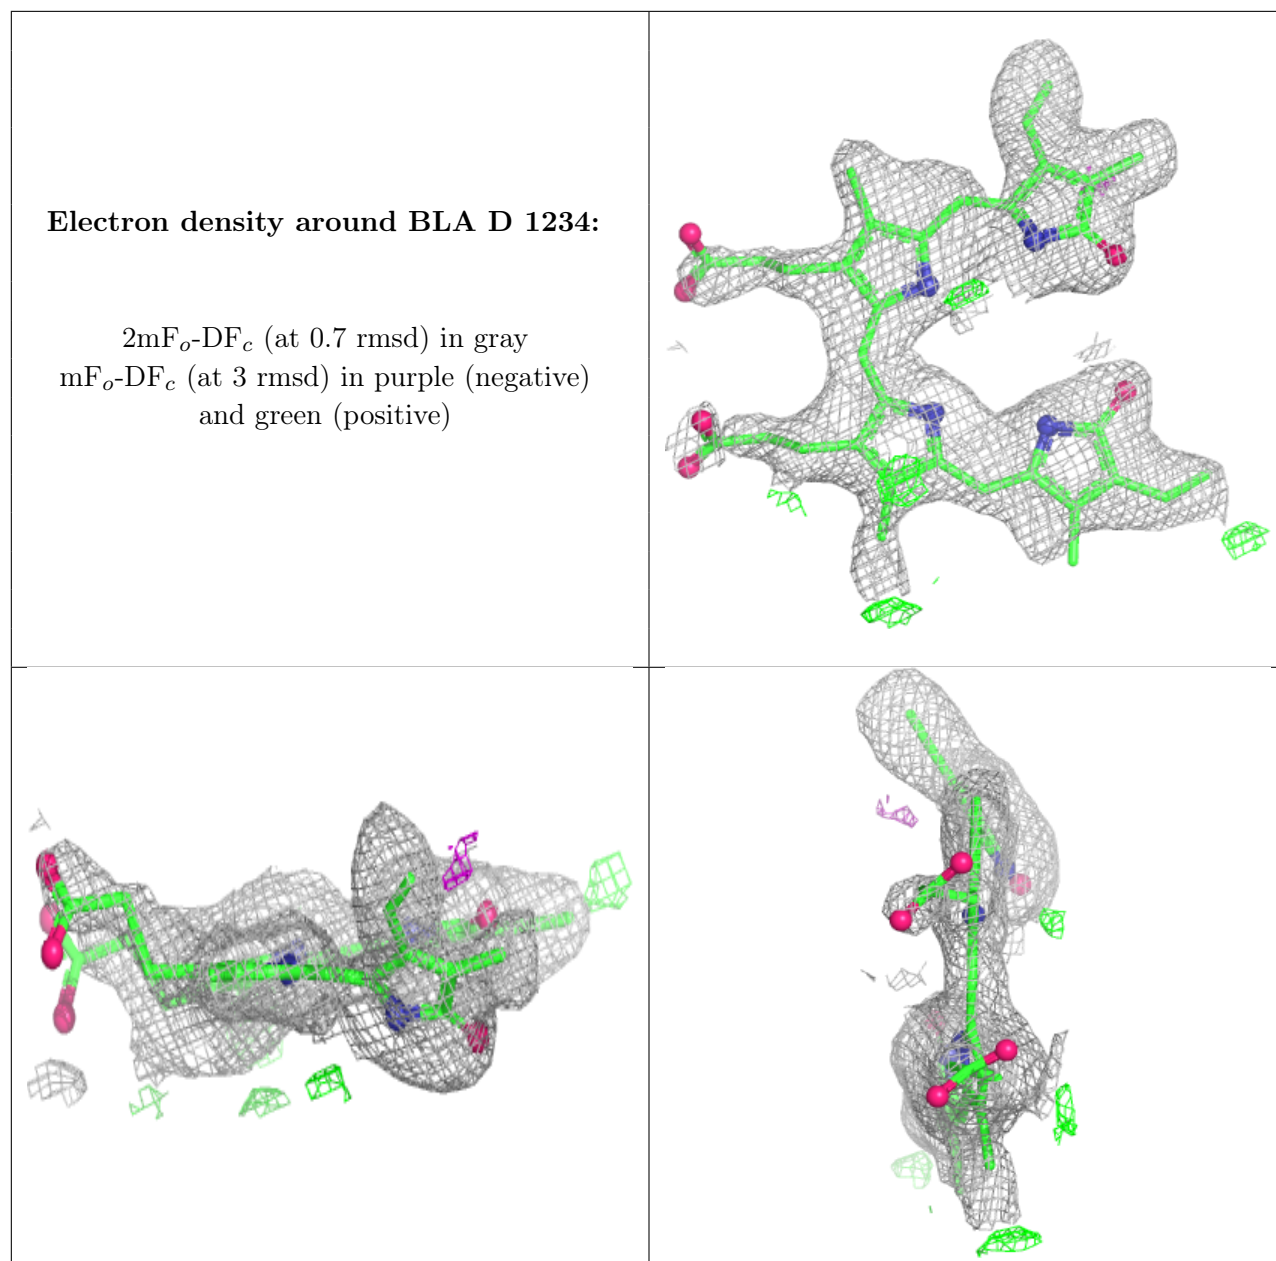 Electron density around BLA D 1234:
2mFo-DFc (at 0.7 rmsd) in gray
mFo-DFc (at 3 rmsd) in purple (negative)
and green (positive)